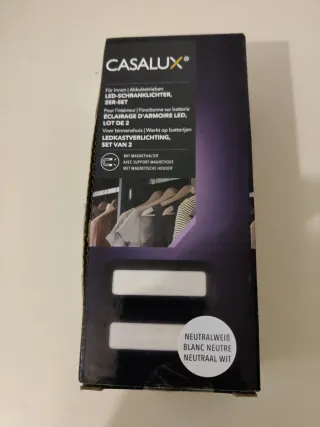 CASALUX®
Für Innen | Akkubetrieben
LED-SCHRANKLICHTER,
2ER-SET
Pour l'intérieur | Fonctionne sur batterie
ÉCLAIRAGE D'ARMOIRE LED,
LOT DE 2
Voor binnenshuis | Werkt op batterijen
LEDKASTVERLICHTING,
SET VAN 2
MIT MAGNETHALTER
AVEC SUPPORT MAGNÉTIQUE
MET MAGNETISCHE HOUDER
NEUTRALWEIß
BLANC NEUTRE
NEUTRAAL WIT